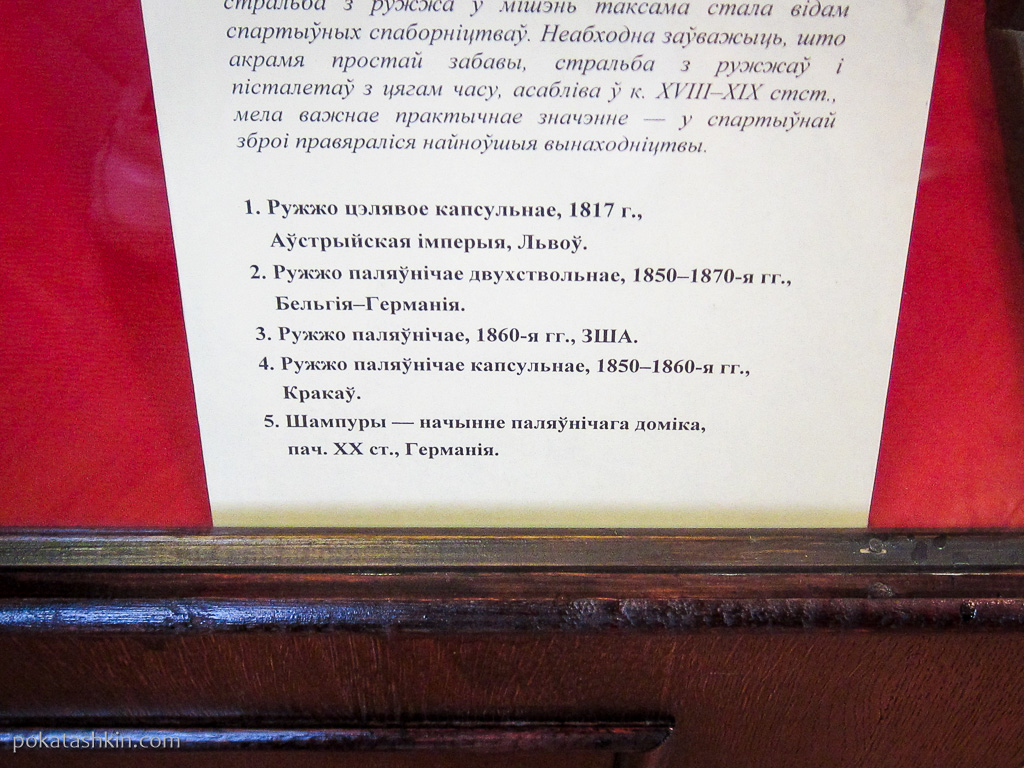 стральба з ружжа ў мішэнь таксама стала відам
спартыўных спаборніцтваў. Неабходна заўважыць, што
акрамя простай забавы, стральба з ружжаў і
пісталетаў з цягам часу, асабліва ў к. XVIII–XIX стст.,
мела важнае практычнае значэнне — у спартыўнай
зброі правяраліся найноўшыя вынаходніцтвы.
1. Ружжо цэлявое капсульнае, 1817 г.,
Аўстрыйская імперыя, Львоў.
2. Ружжо паляўнічае двухствольнае, 1850–1870-я гг.,
Бельгія–Германія.
3. Ружжо паляўнічае, 1860-я гг., ЗША.
4. Ружжо паляўнічае капсульнае, 1850–1860-я гг.,
Кракаў.
5. Шампуры — начынне паляўнічага доміка,
пач. XX ст., Германія.
pokatashkin.com